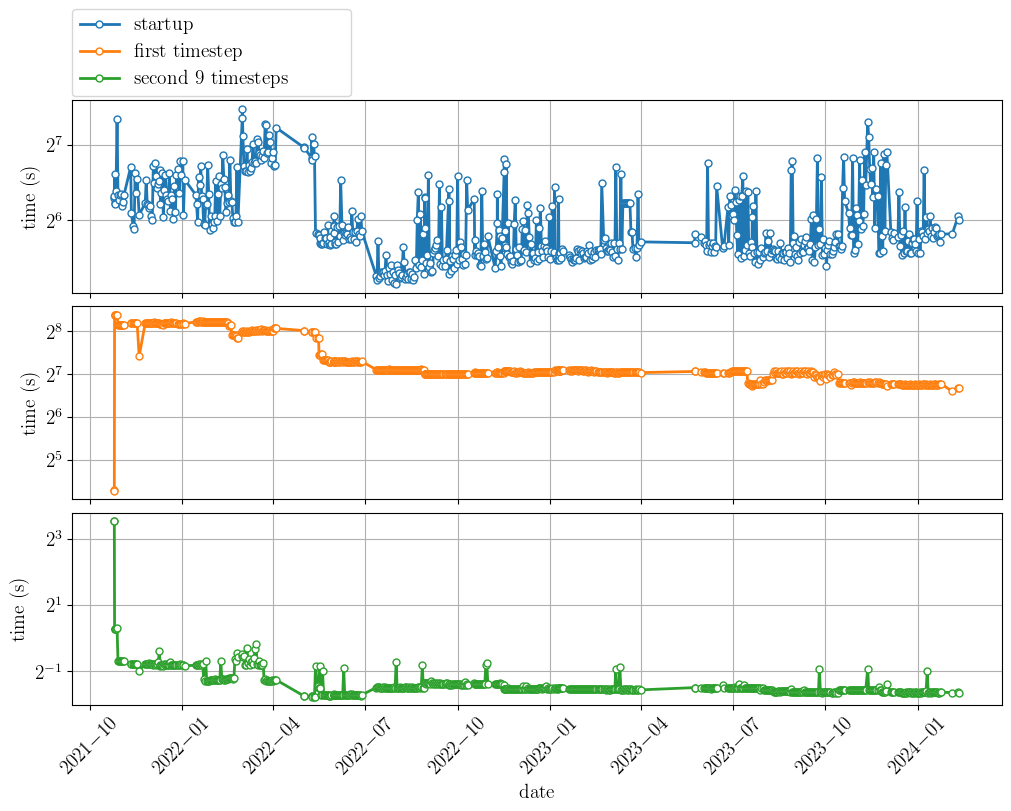 startup
first timestep
second 9 timesteps
time (s)
2^7
2^6
time (s)
2^8
2^7
2^6
2^5
time (s)
2^3
2^1
2^−1
2021−10
2022−01
2022−04
2022−07
2022−10
2023−01
2023−04
2023−07
2023−10
2024−01
date